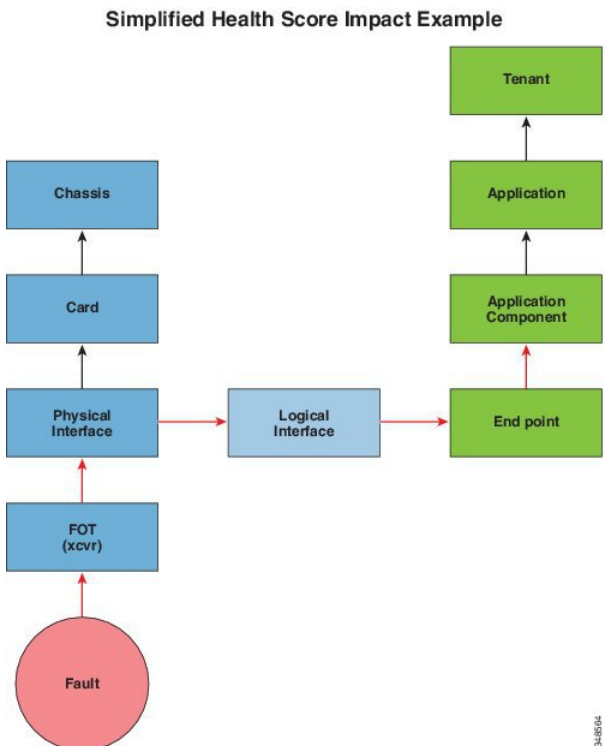 Simplified Health Score Impact Example
Tenant
Chassis
Application
Card
Application
Component
Physical
Interface
Logical
Interface
End point
FOT
(xcvr)
Fault
348564